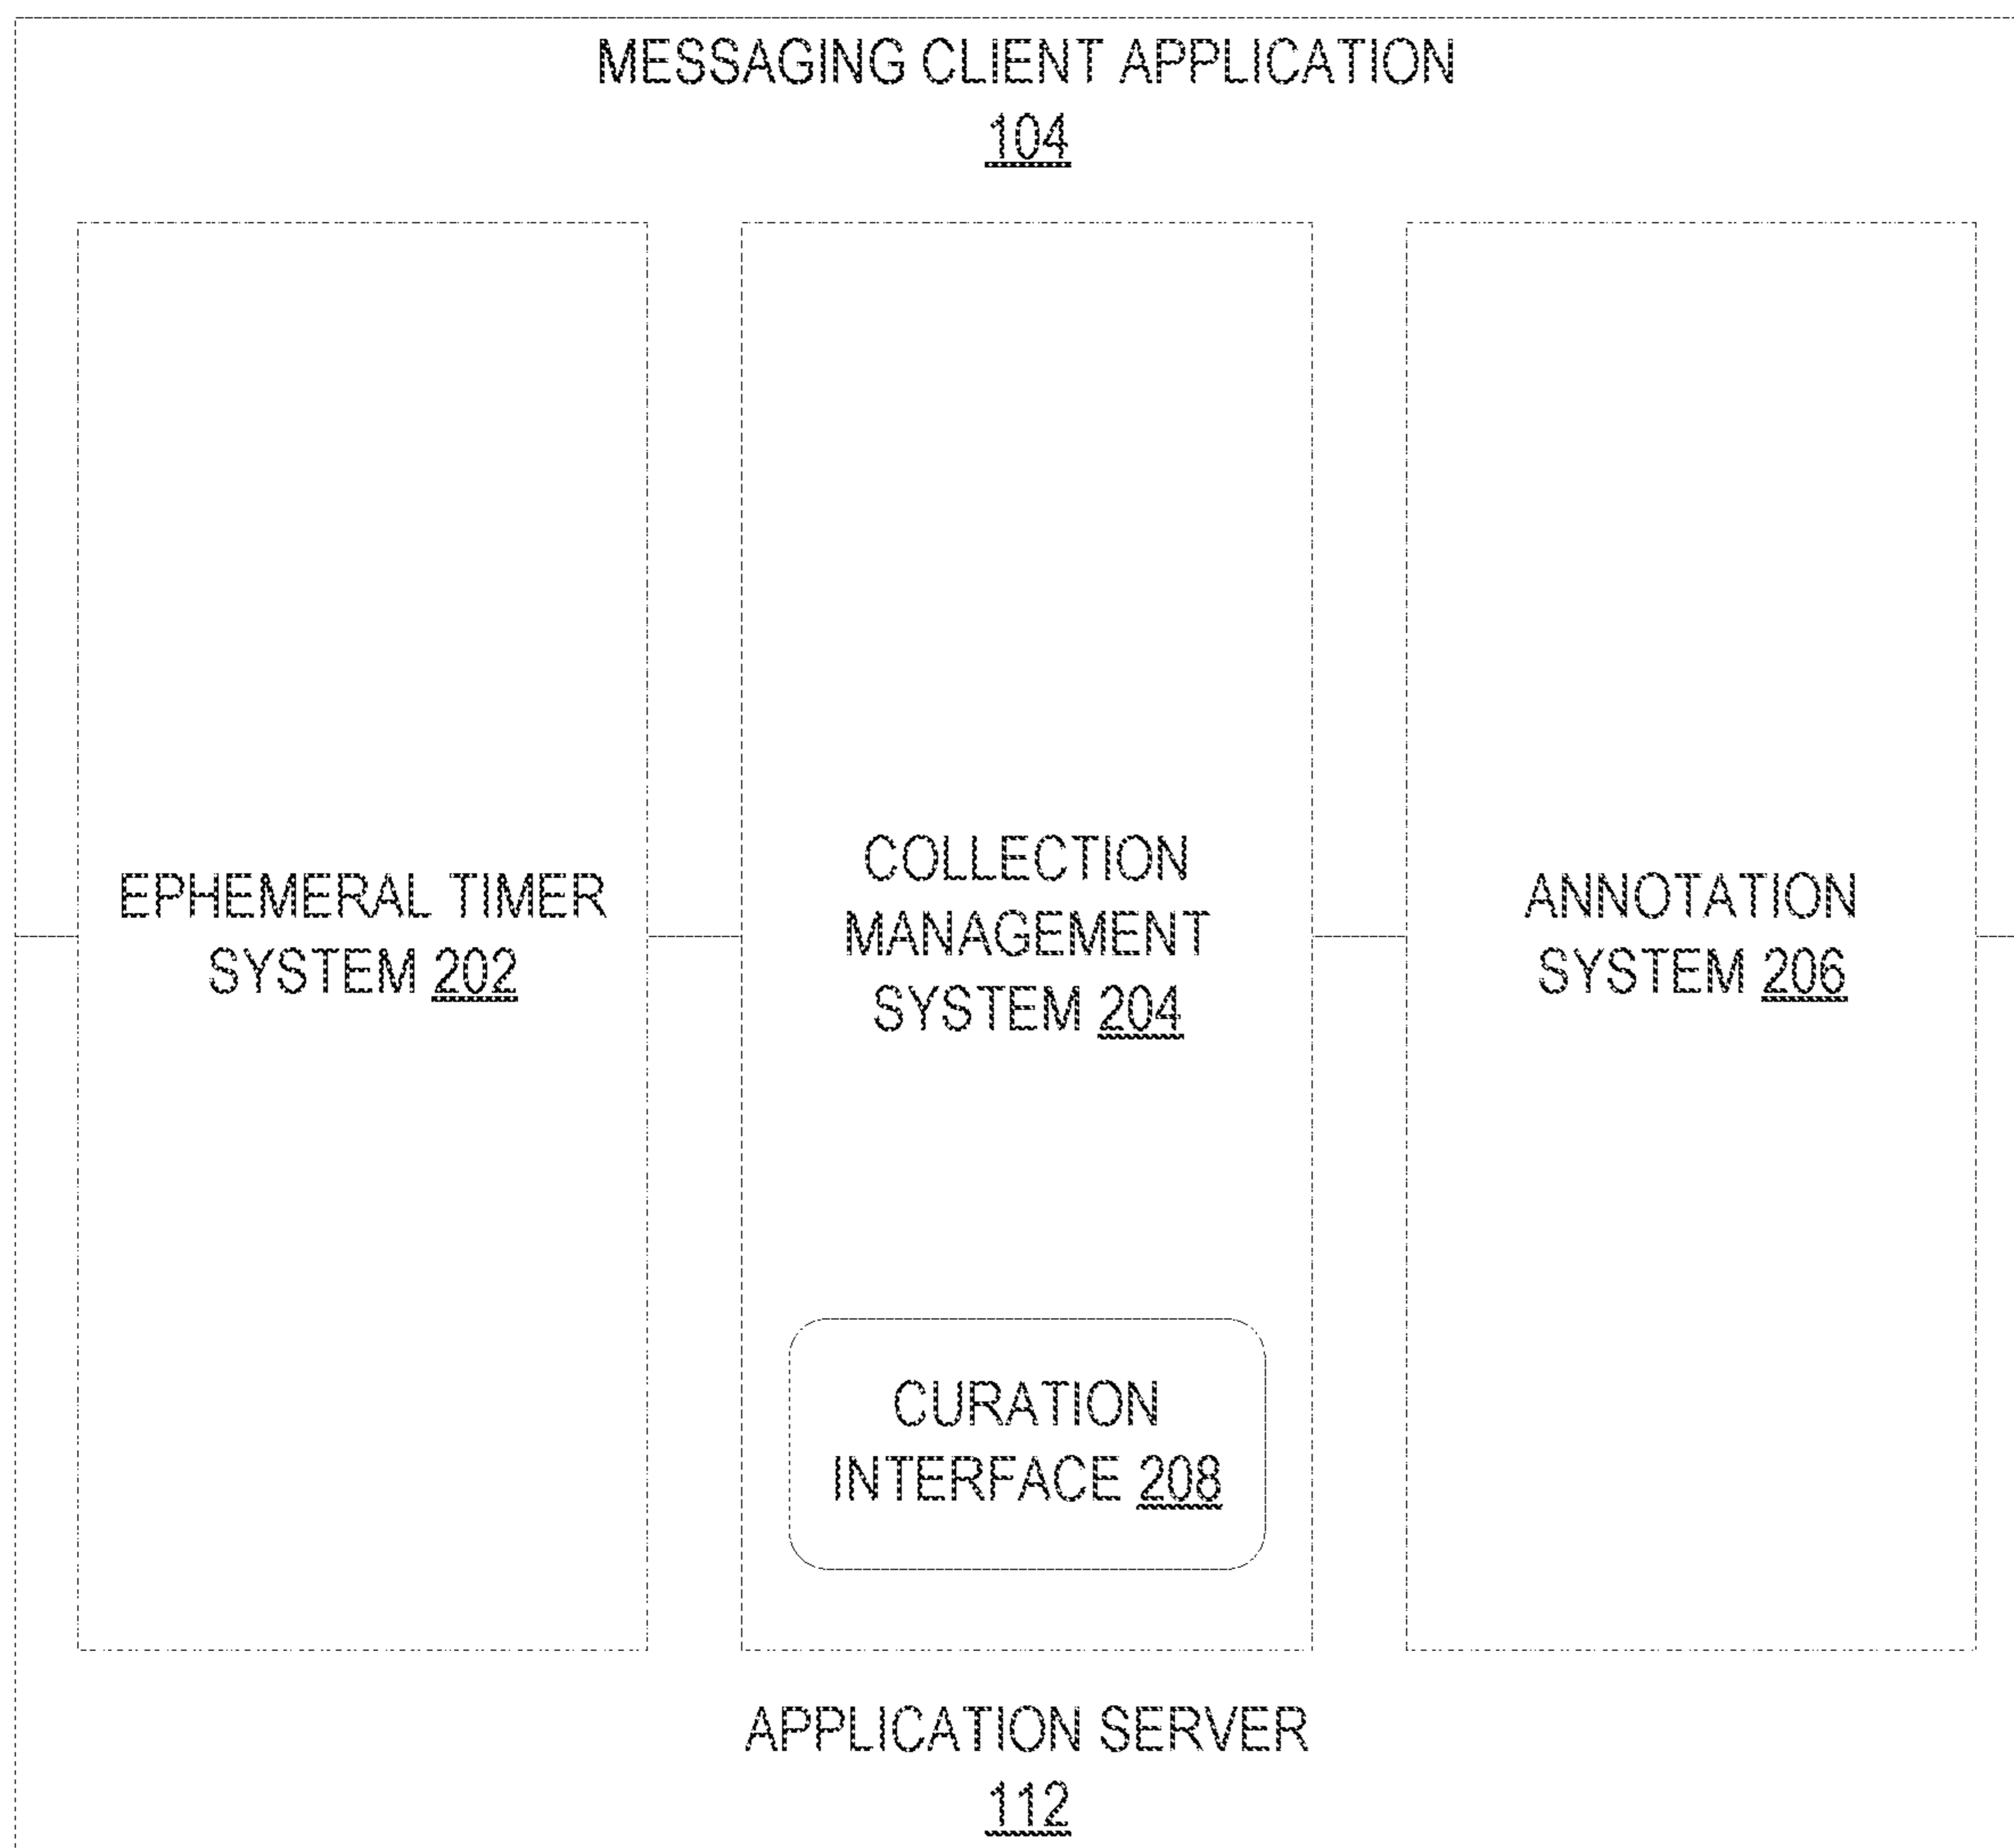 MESSAGING CLIENT APPLICATION
104
EPHEMERAL TIMER
SYSTEM 202
COLLECTION
MANAGEMENT
SYSTEM 204
ANNOTATION
SYSTEM 206
CURATION
INTERFACE 208
APPLICATION SERVER
112